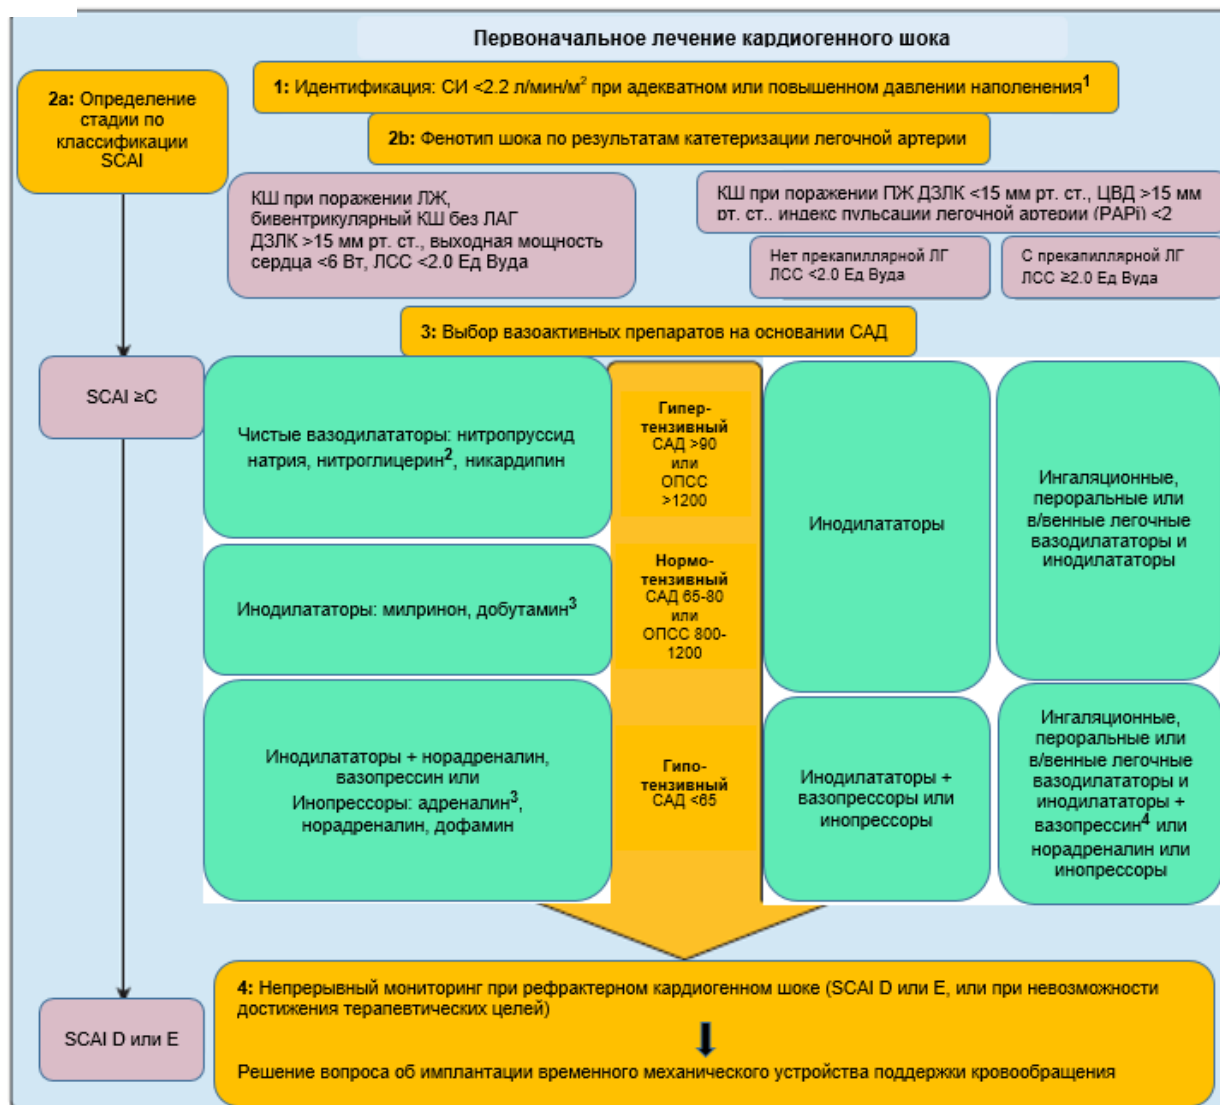 Первоначальное лечение кардиогенного шока
2a: Определение
стадии по
классификации
SCAI
1: Идентификация: СИ <2.2 л/мин/м² при адекватном или повышенном давлении наполенения1
2b: Фенотип шока по результатам катетеризации легочной артерии
КШ при поражении ЛЖ,
бивентрикулярный КШ без ЛАГ
ДЗЛК >15 мм рт. ст., выходная мощность
сердца <6 Вт, ЛСС <2.0 Ед Вуда
КШ при поражении ПЖ ДЗЛК <15 мм рт. ст., ЦВД >15 мм
рт. ст., индекс пульсации легочной артерии (PAPi) <2
Нет прекапиллярной ЛГ
ЛСС <2.0 Ед Вуда
С прекапиллярной ЛГ
ЛСС ≥2.0 Ед Вуда
3: Выбор вазоактивных препаратов на основании САД
SCAI ≥C
Чистые вазодилататоры: нитропруссид
натрия, нитроглицерин2, никардипин
Гипер-
тензивный
САД >90
или
ОПСС
>1200
Инодилататоры
Ингаляционные,
пероральные или
в/венные легочные
вазодилататоры и
инодилататоры
Инодилататоры: милринон, добутамин3
Нормо-
тензивный
САД 65-80
или
ОПСС 800-
1200
Инодилататоры + норадреналин,
вазопрессин или
Инопрессоры: адреналин3,
норадреналин, дофамин
Гипо-
тензивный
САД <65
Инодилататоры +
вазопрессоры или
инопрессоры
Ингаляционные,
пероральные или
в/венные легочные
вазодилататоры и
инодилататоры +
вазопрессин4 или
норадреналин или
инопрессоры
SCAI D или E
4: Непрерывный мониторинг при рефрактерном кардиогенном шоке (SCAI D или E, или при невозможности
достижения терапевтических целей)
Решение вопроса об имплантации временного механического устройства поддержки кровообращения